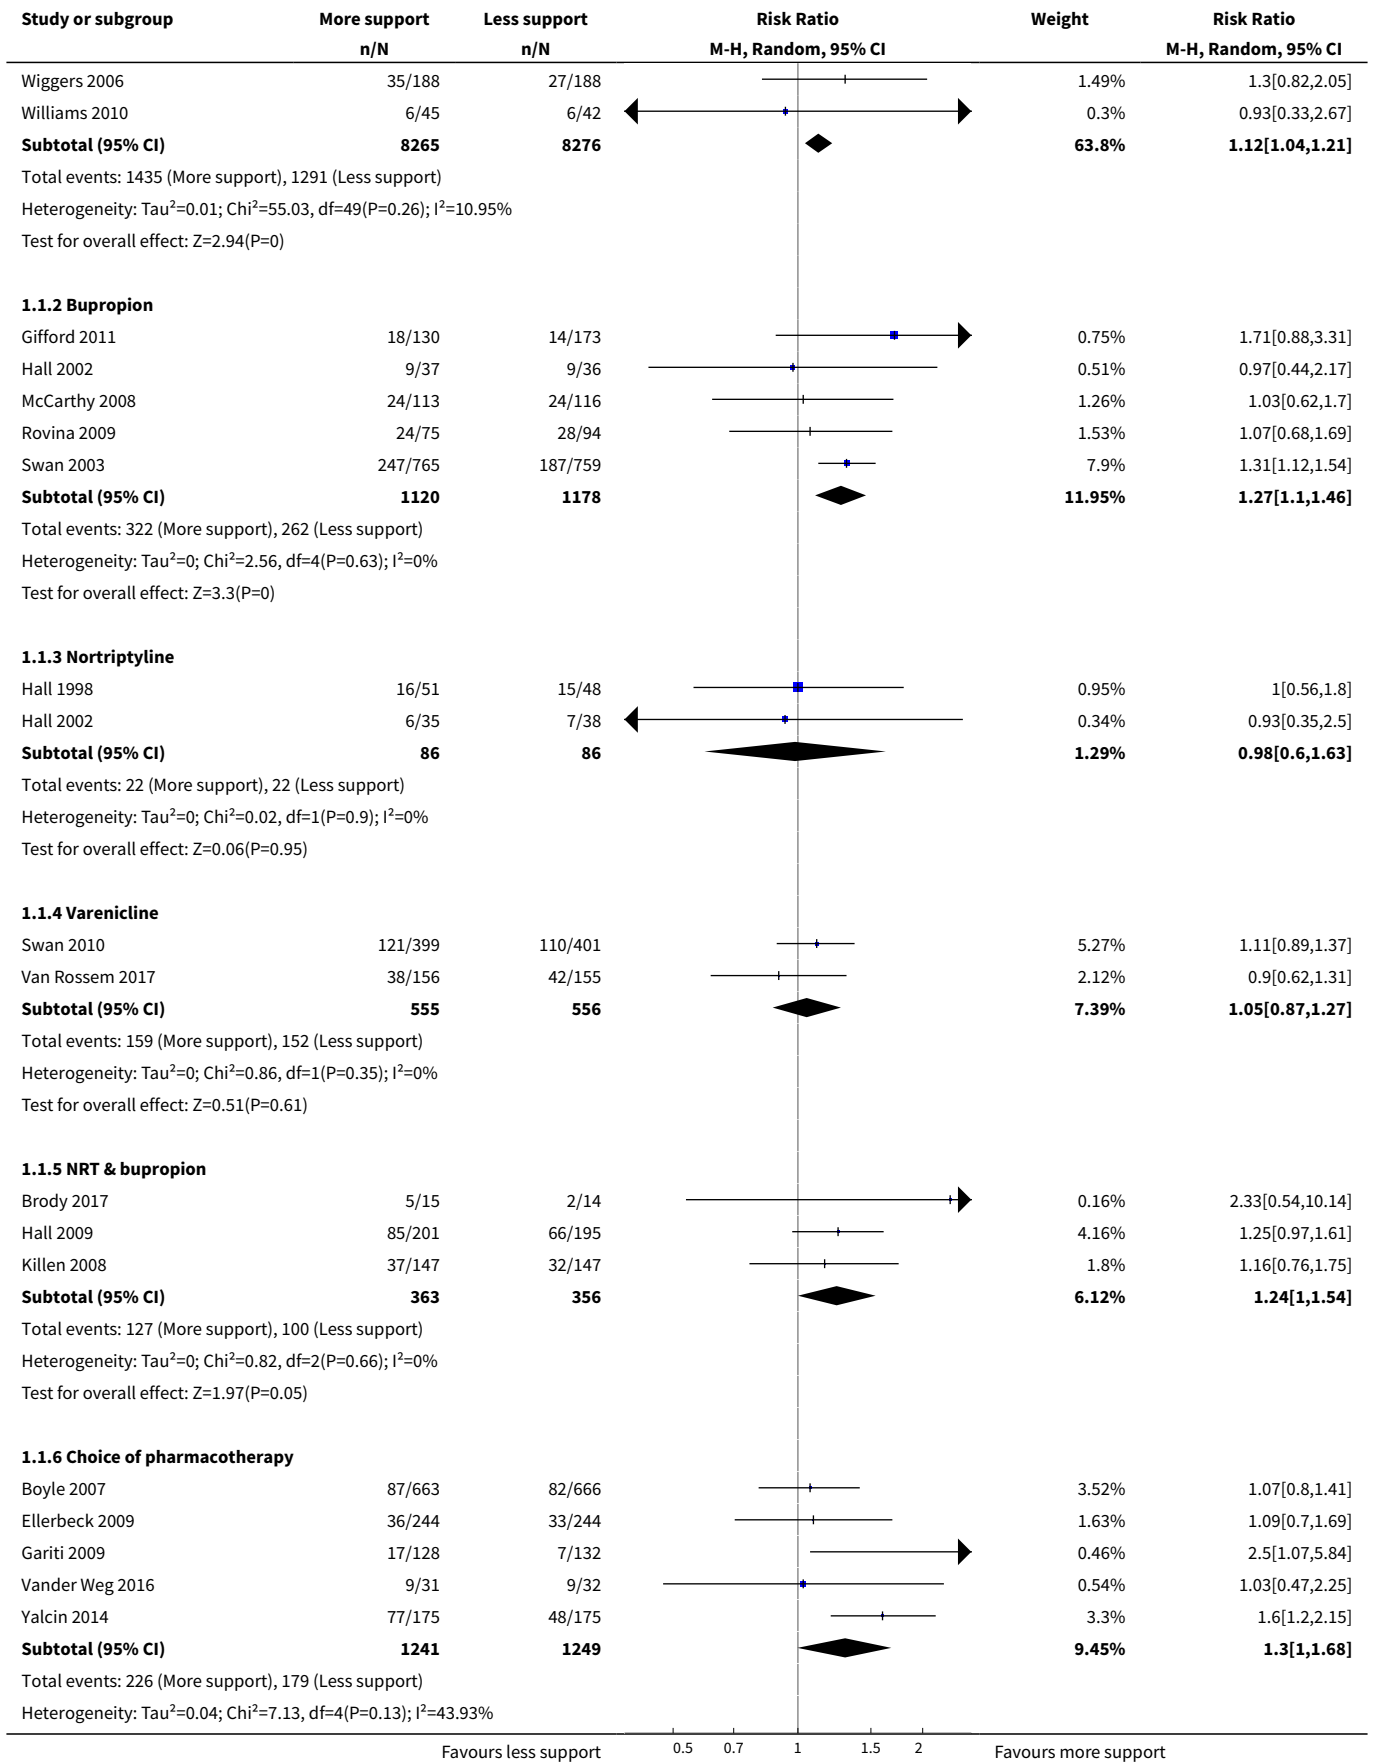 Study or subgroup More support Less support Risk Ratio Weight Risk Ratio
n/N n/N M-H, Random, 95% CI M-H, Random, 95% CI
Wiggers 2006 35/188 27/188 1.49% 1.3[0.82,2.05]
Williams 2010 6/45 6/42 0.3% 0.93[0.33,2.67]
Subtotal (95% CI) 8265 8276 63.8% 1.12[1.04,1.21]
Total events: 1435 (More support), 1291 (Less support)
Heterogeneity: Tau²=0.01; Chi²=55.03, df=49(P=0.26); I²=10.95%
Test for overall effect: Z=2.94(P=0)
1.1.2 Bupropion
Gifford 2011 18/130 14/173 0.75% 1.71[0.88,3.31]
Hall 2002 9/37 9/36 0.51% 0.97[0.44,2.17]
McCarthy 2008 24/113 24/116 1.26% 1.03[0.62,1.7]
Rovina 2009 24/75 28/94 1.53% 1.07[0.68,1.69]
Swan 2003 247/765 187/759 7.9% 1.31[1.12,1.54]
Subtotal (95% CI) 1120 1178 11.95% 1.27[1.1,1.46]
Total events: 322 (More support), 262 (Less support)
Heterogeneity: Tau²=0; Chi²=2.56, df=4(P=0.63); I²=0%
Test for overall effect: Z=3.3(P=0)
1.1.3 Nortriptyline
Hall 1998 16/51 15/48 0.95% 1[0.56,1.8]
Hall 2002 6/35 7/38 0.34% 0.93[0.35,2.5]
Subtotal (95% CI) 86 86 1.29% 0.98[0.6,1.63]
Total events: 22 (More support), 22 (Less support)
Heterogeneity: Tau²=0; Chi²=0.02, df=1(P=0.9); I²=0%
Test for overall effect: Z=0.06(P=0.95)
1.1.4 Varenicline
Swan 2010 121/399 110/401 5.27% 1.11[0.89,1.37]
Van Rossem 2017 38/156 42/155 2.12% 0.9[0.62,1.31]
Subtotal (95% CI) 555 556 7.39% 1.05[0.87,1.27]
Total events: 159 (More support), 152 (Less support)
Heterogeneity: Tau²=0; Chi²=0.86, df=1(P=0.35); I²=0%
Test for overall effect: Z=0.51(P=0.61)
1.1.5 NRT & bupropion
Brody 2017 5/15 2/14 0.16% 2.33[0.54,10.14]
Hall 2009 85/201 66/195 4.16% 1.25[0.97,1.61]
Killen 2008 37/147 32/147 1.8% 1.16[0.76,1.75]
Subtotal (95% CI) 363 356 6.12% 1.24[1,1.54]
Total events: 127 (More support), 100 (Less support)
Heterogeneity: Tau²=0; Chi²=0.82, df=2(P=0.66); I²=0%
Test for overall effect: Z=1.97(P=0.05)
1.1.6 Choice of pharmacotherapy
Boyle 2007 87/663 82/666 3.52% 1.07[0.8,1.41]
Ellerbeck 2009 36/244 33/244 1.63% 1.09[0.7,1.69]
Gariti 2009 17/128 7/132 0.46% 2.5[1.07,5.84]
Vander Weg 2016 9/31 9/32 0.54% 1.03[0.47,2.25]
Yalcin 2014 77/175 48/175 3.3% 1.6[1.2,2.15]
Subtotal (95% CI) 1241 1249 9.45% 1.3[1,1.68]
Total events: 226 (More support), 179 (Less support)
Heterogeneity: Tau²=0.04; Chi²=7.13, df=4(P=0.13); I²=43.93%
Favours less support 0.5 0.7 1 1.5 2 Favours more support